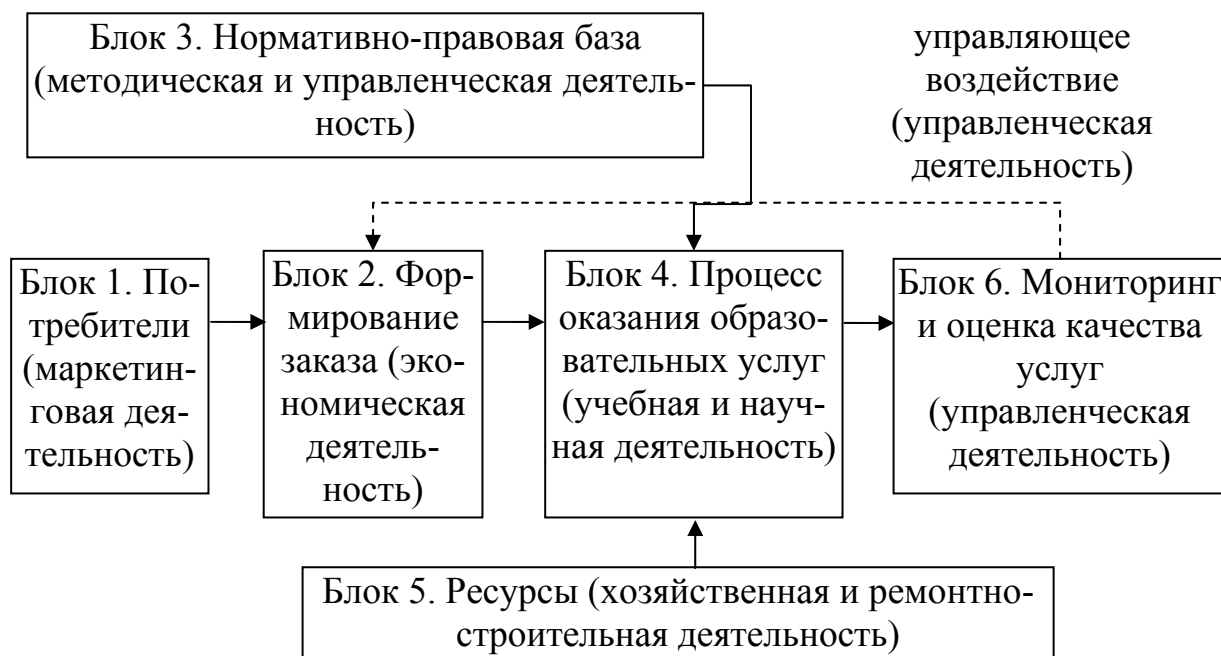 Блок 3. Нормативно-правовая база
(методическая и управленческая деятель-
ность)
управляющее
воздействие
(управленческая
деятельность)
Блок 1. По-
требители
(маркетин-
говая дея-
тельность)
Блок 2. Фор-
мирование
заказа (эко-
номическая
деятель-
ность)
Блок 4. Процесс
оказания образо-
вательных услуг
(учебная и науч-
ная деятельность)
Блок 6. Мониторинг
и оценка качества
услуг
(управленческая
деятельность)
Блок 5. Ресурсы (хозяйственная и ремонтно-
строительная деятельность)